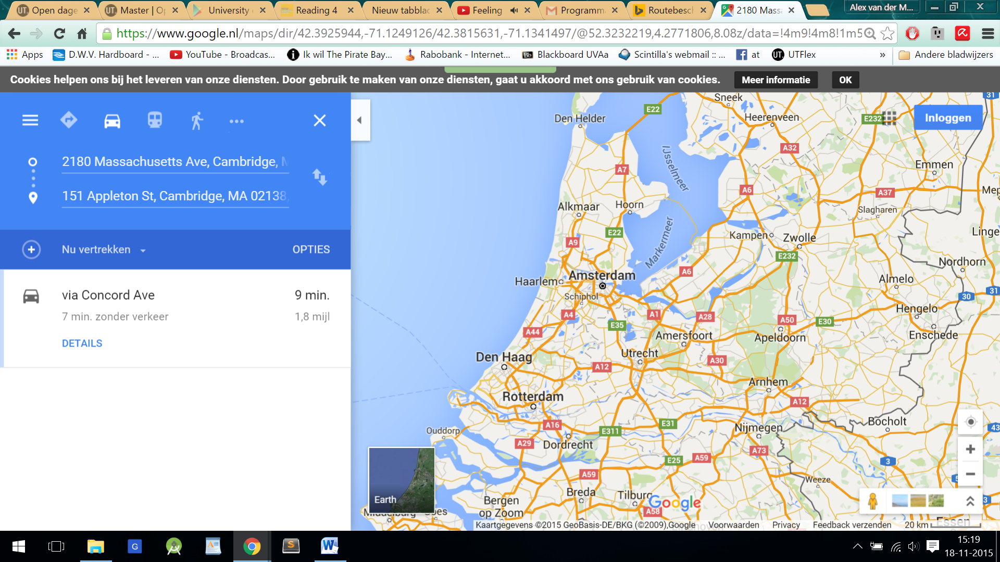 Open dage
Master | O
University
Reading 4
Nieuw tabbla
Feeling
Programm
Routebesch
2180 Mass
Alex van der M...
https://www.google.nl/maps/dir/42.3925944,-71.1249126/42.3815631,-71.1341497/@52.3232219,4.2771806,8.08z/data=!4m9!4m8!1m5
Apps
D.W.V. Hardboard - ...
YouTube - Broadcas...
Ik wil The Pirate Bay...
Rabobank - Internet...
Blackboard UVAa
Scintilla's webmail :: ...
at
UTFlex
»
Andere bladwijzers
Cookies helpen ons bij het leveren van onze diensten. Door gebruik te maken van onze diensten, gaat u akkoord met ons gebruik van cookies.
Meer informatie
OK
2180 Massachusetts Ave, Cambridge, M
151 Appleton St, Cambridge, MA 02138,
Nu vertrekken
OPTIES
via Concord Ave
9 min.
7 min. zonder verkeer
1,8 mijl
DETAILS
Inloggen
Sneek
31
Den Helder
E22
Heerenveen
E232
A32
IJsselmeer
A7
Emmen
A6
A37
Mep
Alkmaar
Hoorn
Slagharen
E22
Markermeer
Kampen
Zwolle
Linge
A9
E232
Nordhorn
A6
Haarlem
Amsterdam
Almelo
Schiphol
30
31
A4
A1
A28
A50
E30
Hengelo
A44
E35
Amersfoort
Apeldoorn
Enschede
Den Haag
Utrecht
A30
A12
Arnhem
Rotterdam
A12
Ouddorp
A16
E311
E31
Nijmegen
Bocholt
43
A29
Dordrecht
A73
E25
A59
3
A59
Weeze
Breda
Tilburg
Bergen
op Zoom
A58
Google
Earth
Middelburg
Goes
3
Essen
Kaartgegevens ©2015 GeoBasis-DE/BKG (©2009),Google
Voorwaarden
Privacy
Feedback verzenden
20 km
15:19
18-11-2015